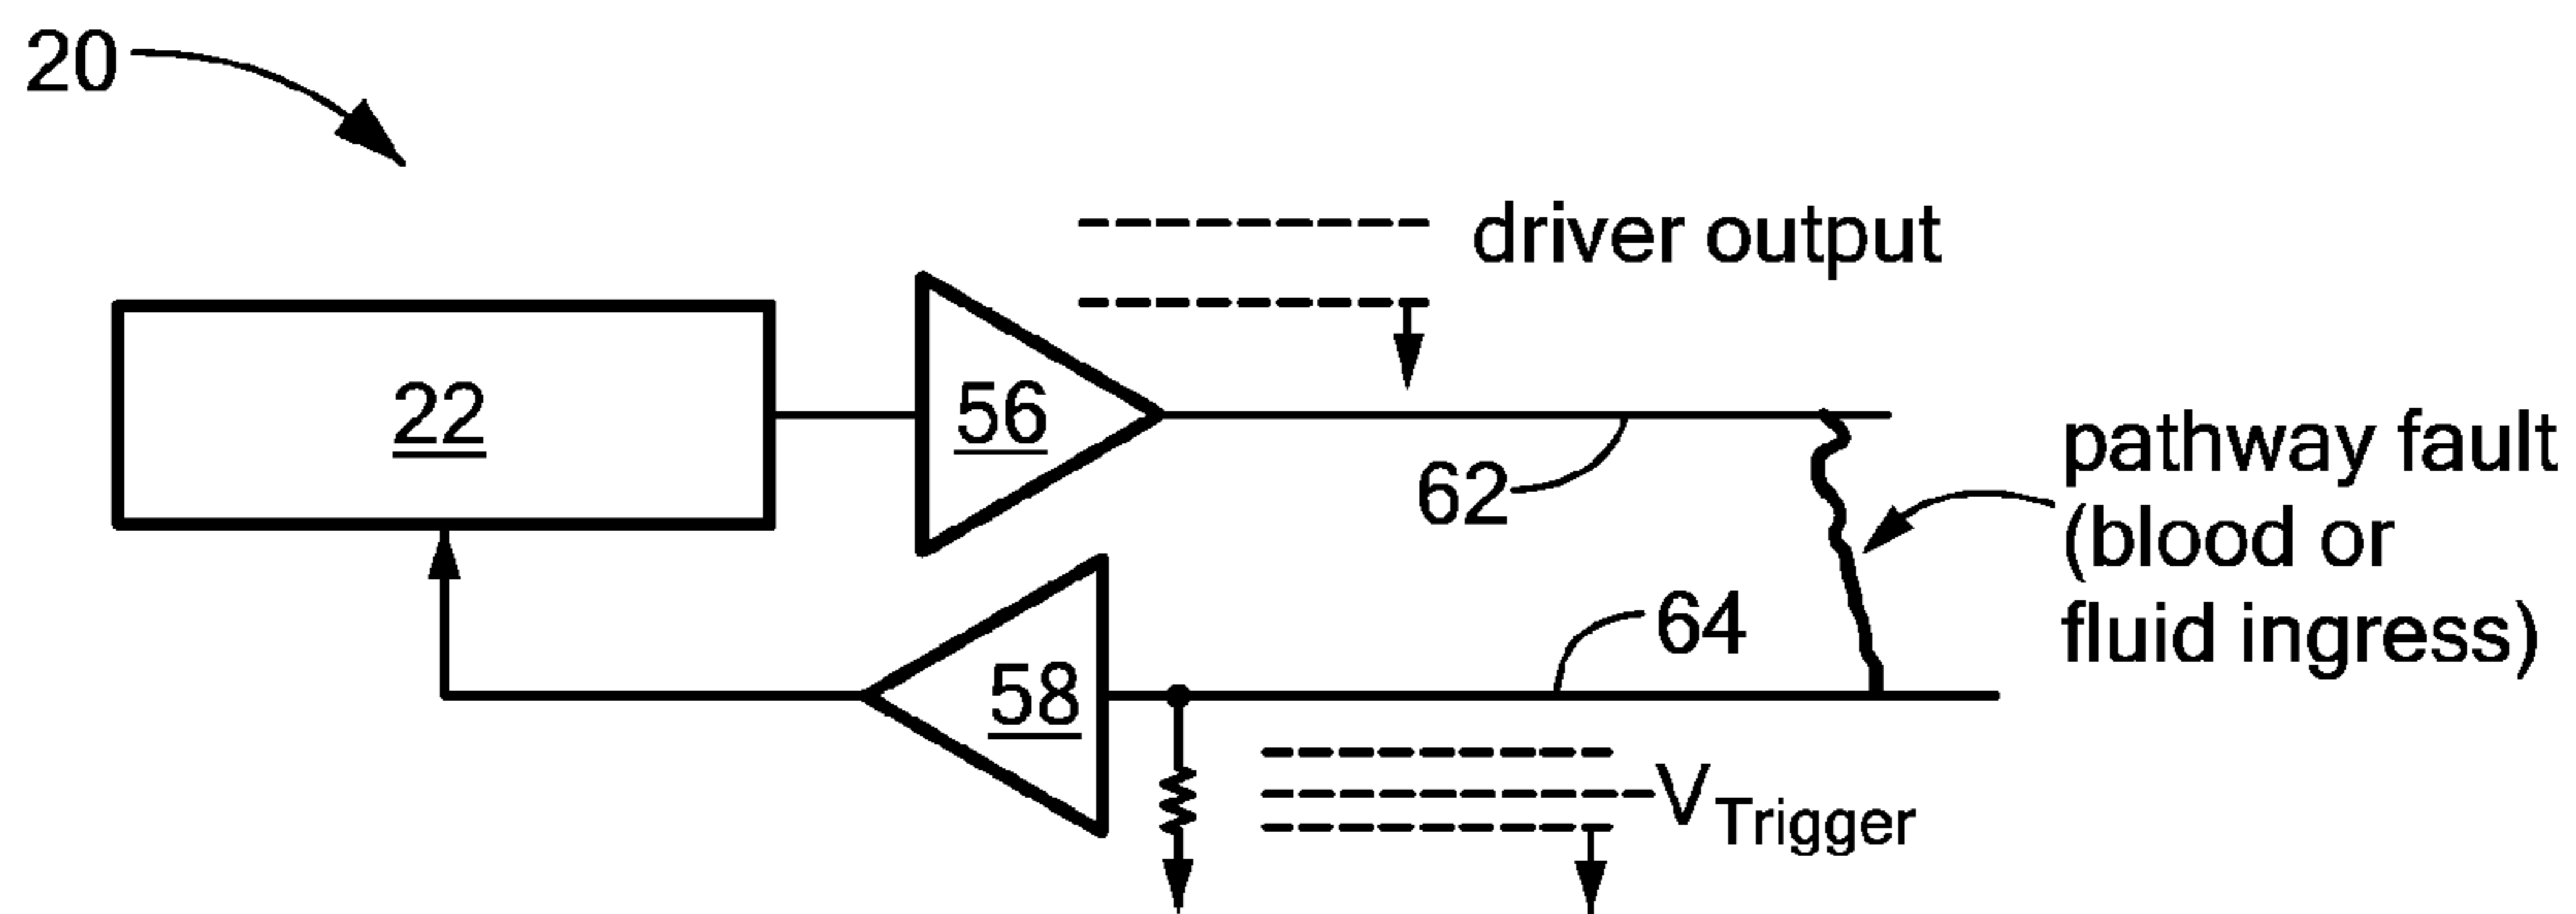 20
driver output
22
56
62
pathway fault
(blood or
fluid ingress)
64
58
VTrigger